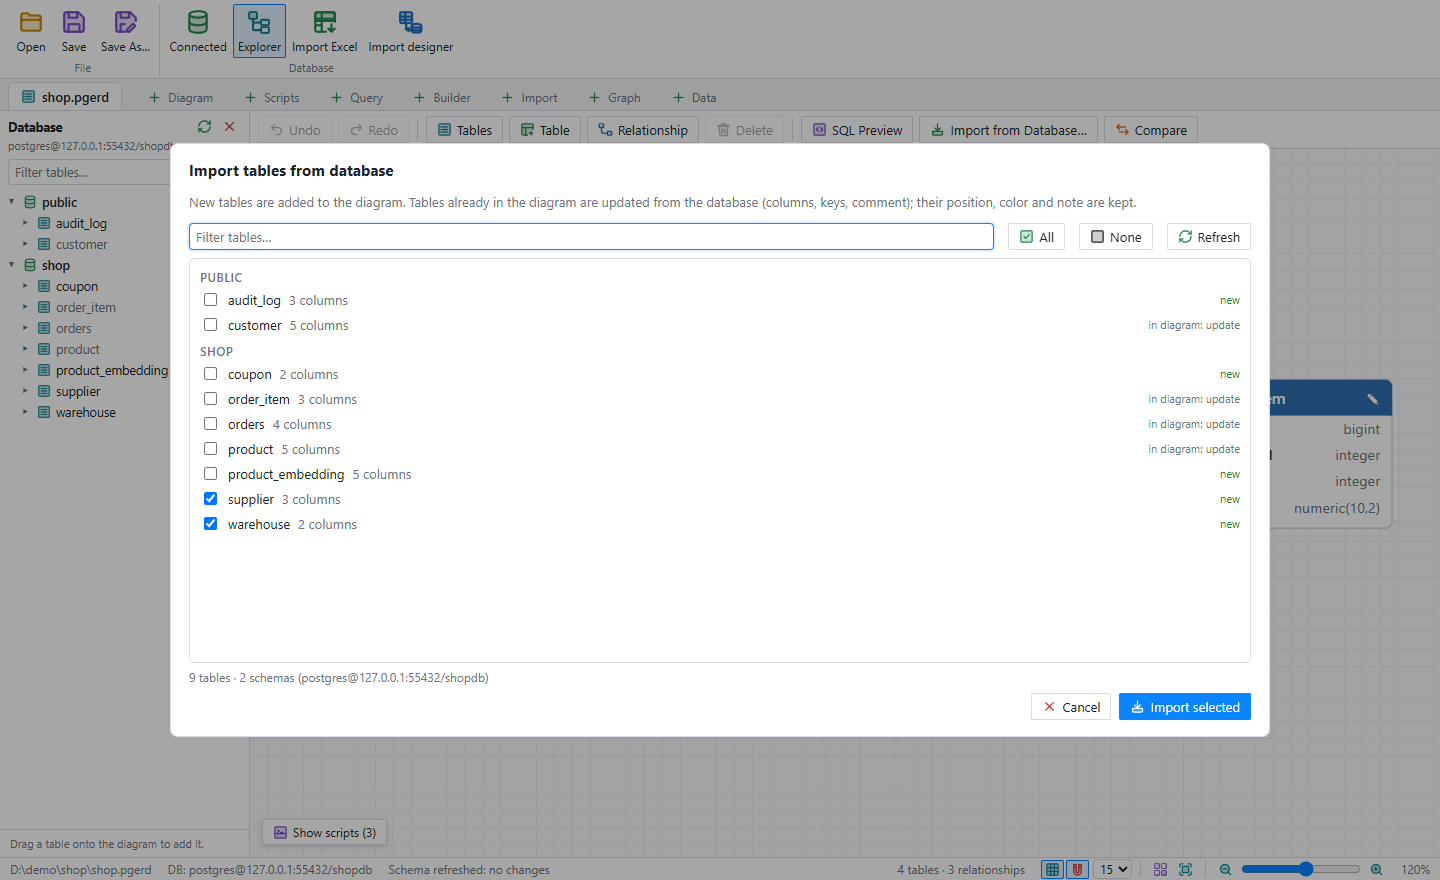 Open Save Save As... Connected Explorer Import Excel Import designer
File Database
shop.pgerd Diagram Scripts Query Builder Import Graph Data
Database
postgres@127.0.0.1:55432/shopdb
Undo Redo Tables Table Relationship Delete SQL Preview Import from Database... Compare
Filter tables...
public
audit_log
customer
shop
coupon
order_item
orders
product
product_embedding
supplier
warehouse
Drag a table onto the diagram to add it.
Import tables from database
New tables are added to the diagram. Tables already in the diagram are updated from the database (columns, keys, comment); their position, color and note are kept.
Filter tables... All None Refresh
PUBLIC
audit_log 3 columns new
customer 5 columns in diagram: update
SHOP
coupon 2 columns new
order_item 3 columns in diagram: update
orders 4 columns in diagram: update
product 5 columns in diagram: update
product_embedding 5 columns new
supplier 3 columns new
warehouse 2 columns new
9 tables · 2 schemas (postgres@127.0.0.1:55432/shopdb)
Cancel Import selected
bigint
integer
integer
numeric(10,2)
Show scripts (3)
D:\demo\shop\shop.pgerd DB: postgres@127.0.0.1:55432/shopdb Schema refreshed: no changes 4 tables · 3 relationships 15 120%